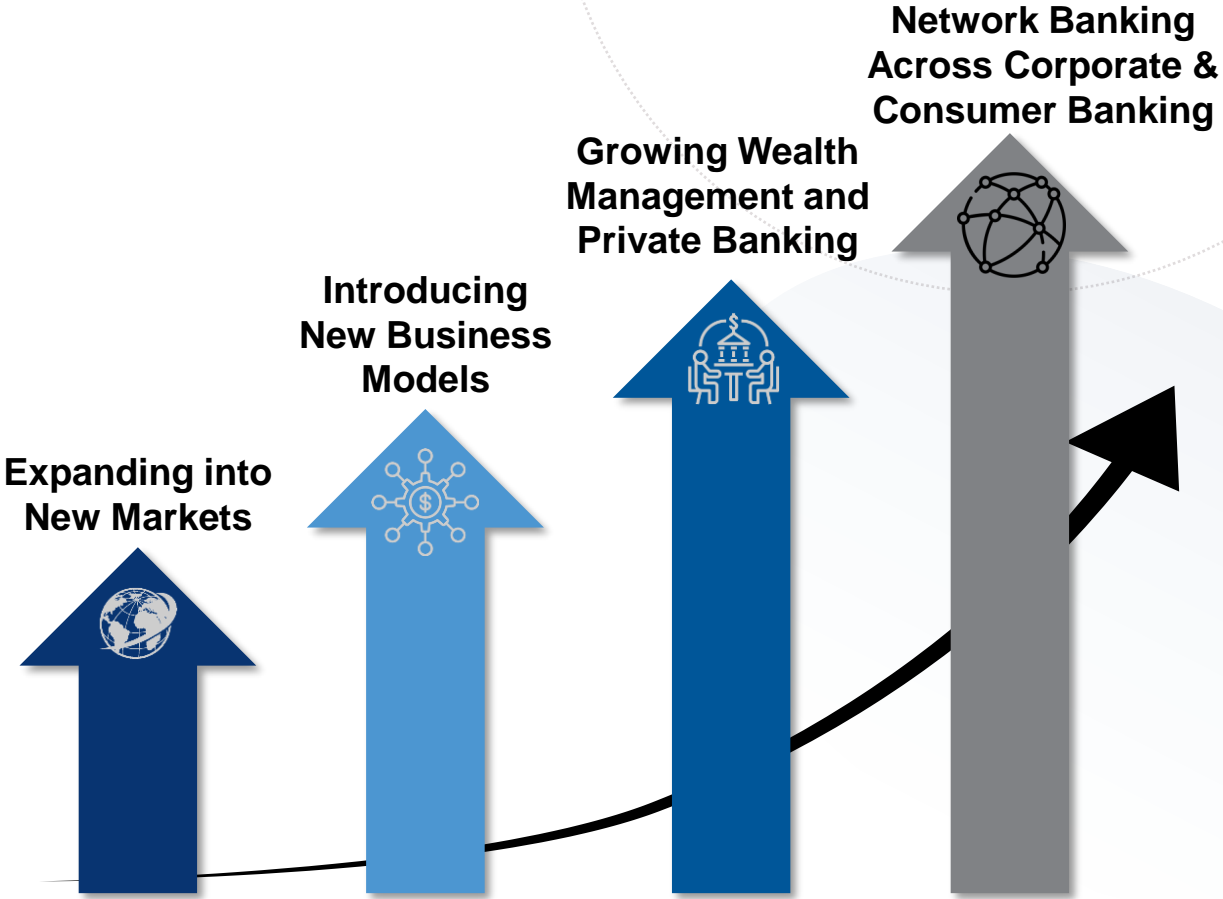 Expanding into
New Markets
Introducing
New Business
Models
Growing Wealth
Management and
Private Banking
Network Banking
Across Corporate &
Consumer Banking
$
$